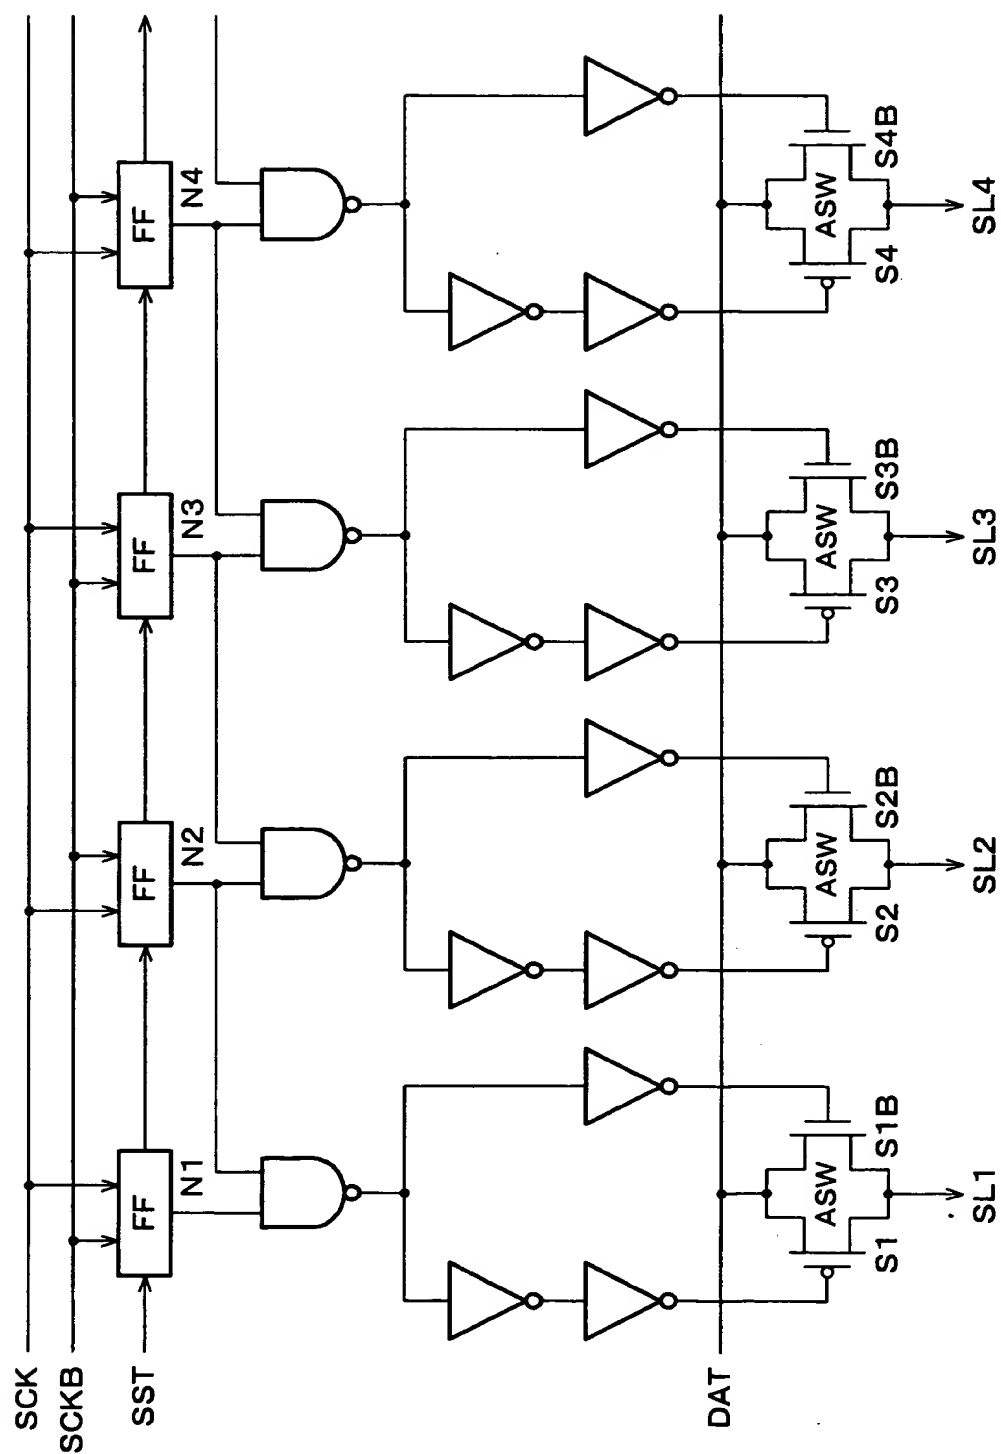 SCK
SCKB
SST
FF
FF
FF
FF
N1
N2
N3
N4
DAT
ASW
ASW
ASW
ASW
S1
S1B
S2
S2B
S3
S3B
S4
S4B
SL1
SL2
SL3
SL4